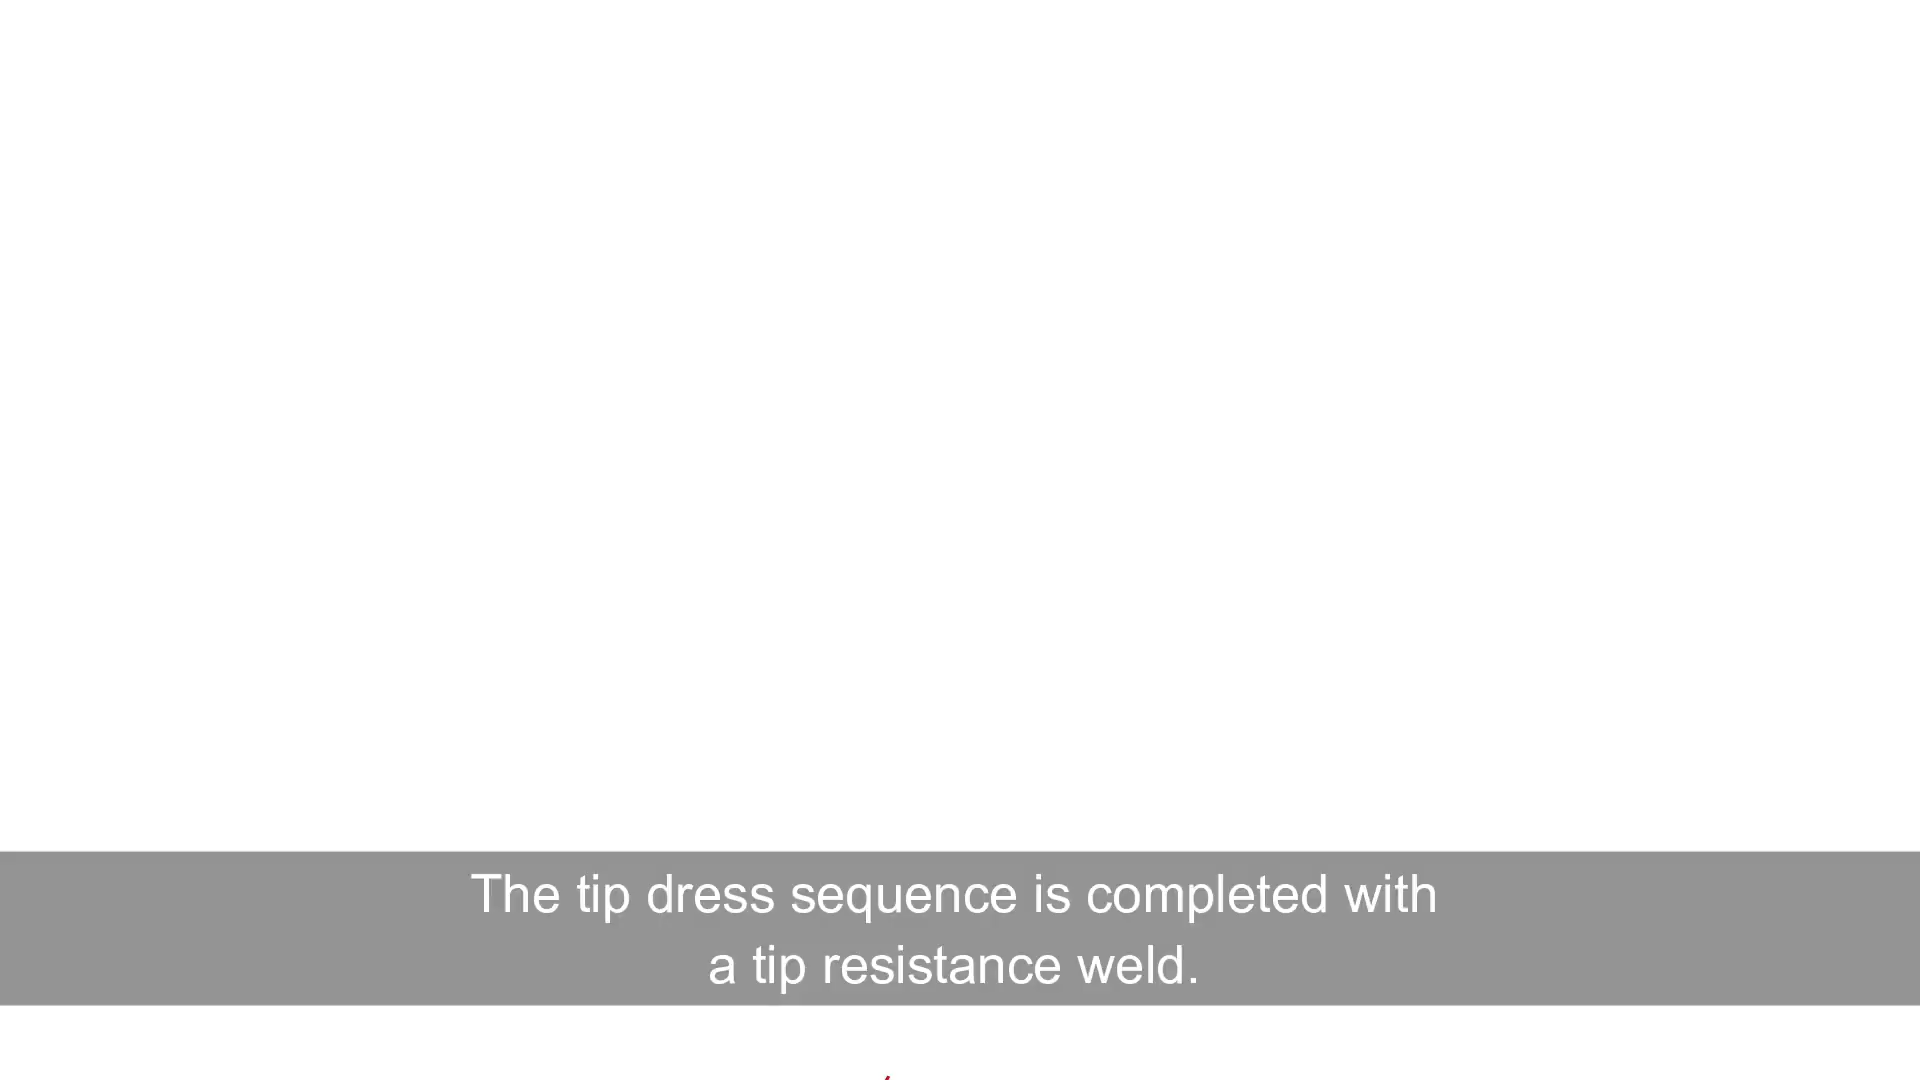 The tip dress sequence is completed with
a tip resistance weld.